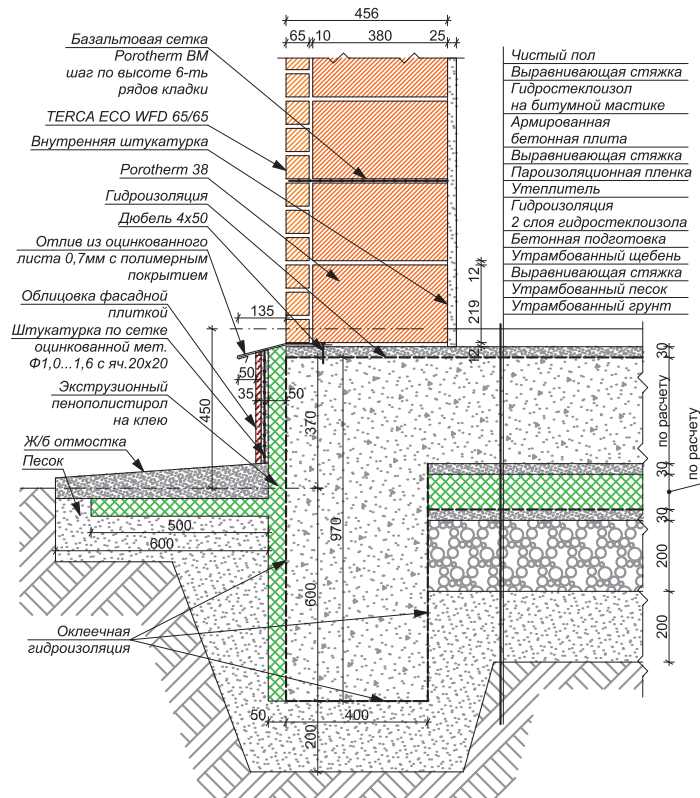 456
65 10 380 25
Базальтовая сетка
Porotherm BM
шаг по высоте 6-ть
рядов кладки
TERCA ECO WFD 65/65
Внутренняя штукатурка
Porotherm 38
Гидроизоляция
Дюбель 4x50
Отлив из оцинкованного
листа 0,7мм с полимерным
покрытием
Облицовка фасадной
плиткой
Штукатурка по сетке
оцинкованной мет.
Ф1,0...1,6 с яч.20x20
Экструзионный
пенополистирол
на клею
Ж/б отмостка
Песок
Оклеечная
гидроизоляция
Чистый пол
Выравнивающая стяжка
Гидростеклоизол
на битумной мастике
Армированная
бетонная плита
Выравнивающая стяжка
Пароизоляционная пленка
Утеплитель
Гидроизоляция
2 слоя гидростеклоизола
Бетонная подготовка
Утрамбованный щебень
Выравнивающая стяжка
Утрамбованный песок
Утрамбованный грунт
135
12
219
12
50
35
50
450
370
970
600
500
600
50 400
200
30
по расчету
30
30
200
200
по расчету